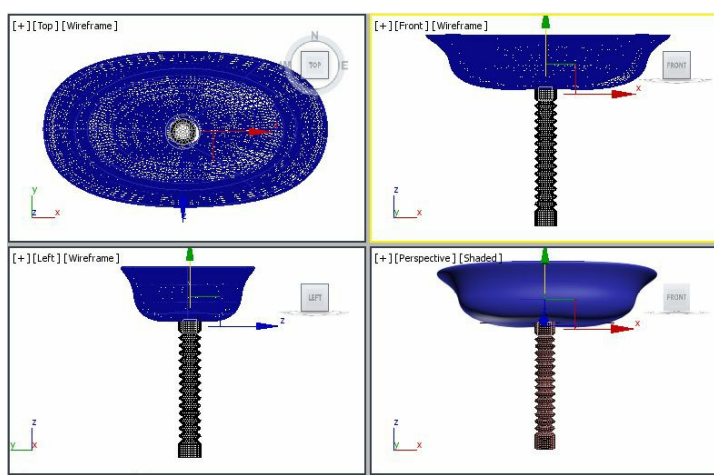 [+] [Top] [Wireframe]
N
W
TOP
E
y
z
x
[+] [Front] [Wireframe]
FRONT
x
z
x
[+] [Left] [Wireframe]
LEFT
z
z
y
x
[+] [Perspective] [Shaded]
FRONT
x
z
x